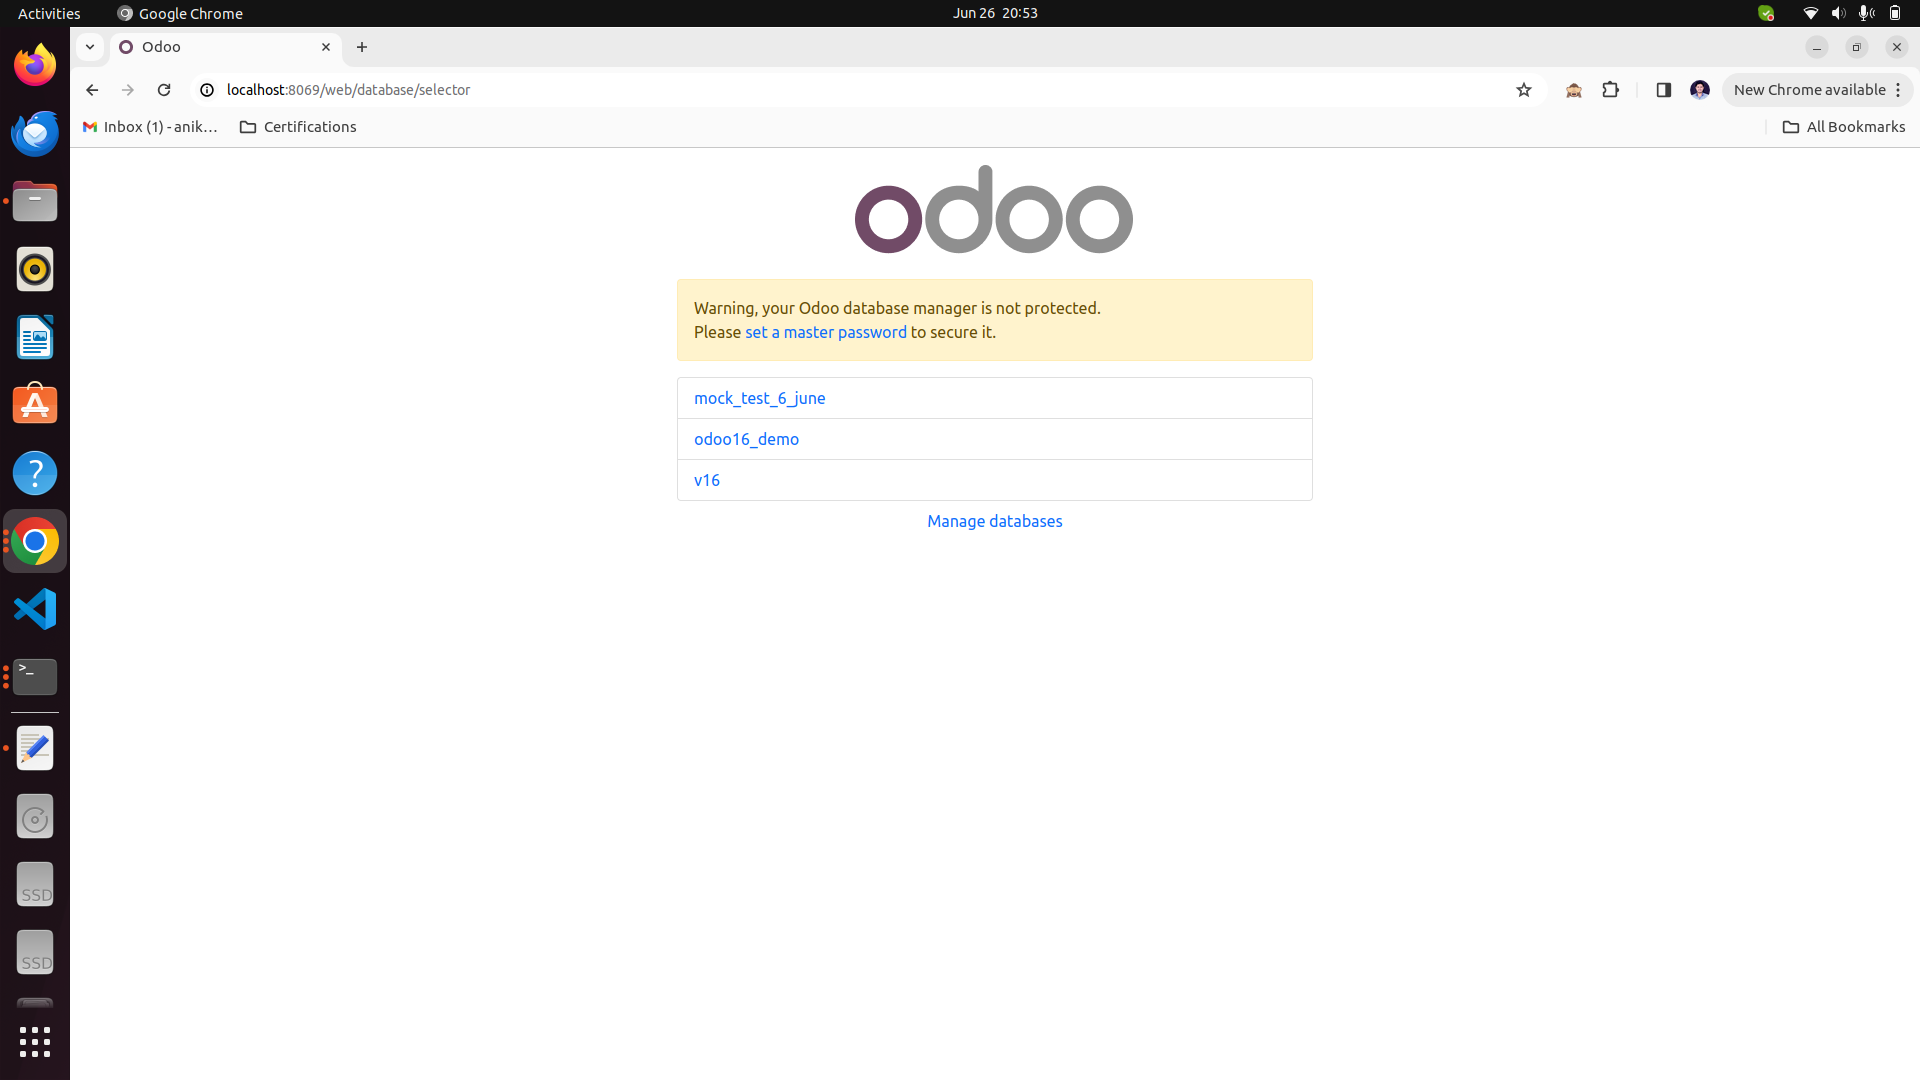 Activities
Google Chrome
Jun 26 20:53
Odoo
localhost:8069/web/database/selector
New Chrome available
Inbox (1) - anik...
Certifications
All Bookmarks
odoo
Warning, your Odoo database manager is not protected.
Please set a master password to secure it.
mock_test_6_june
odoo16_demo
v16
Manage databases
>_
SSD
SSD